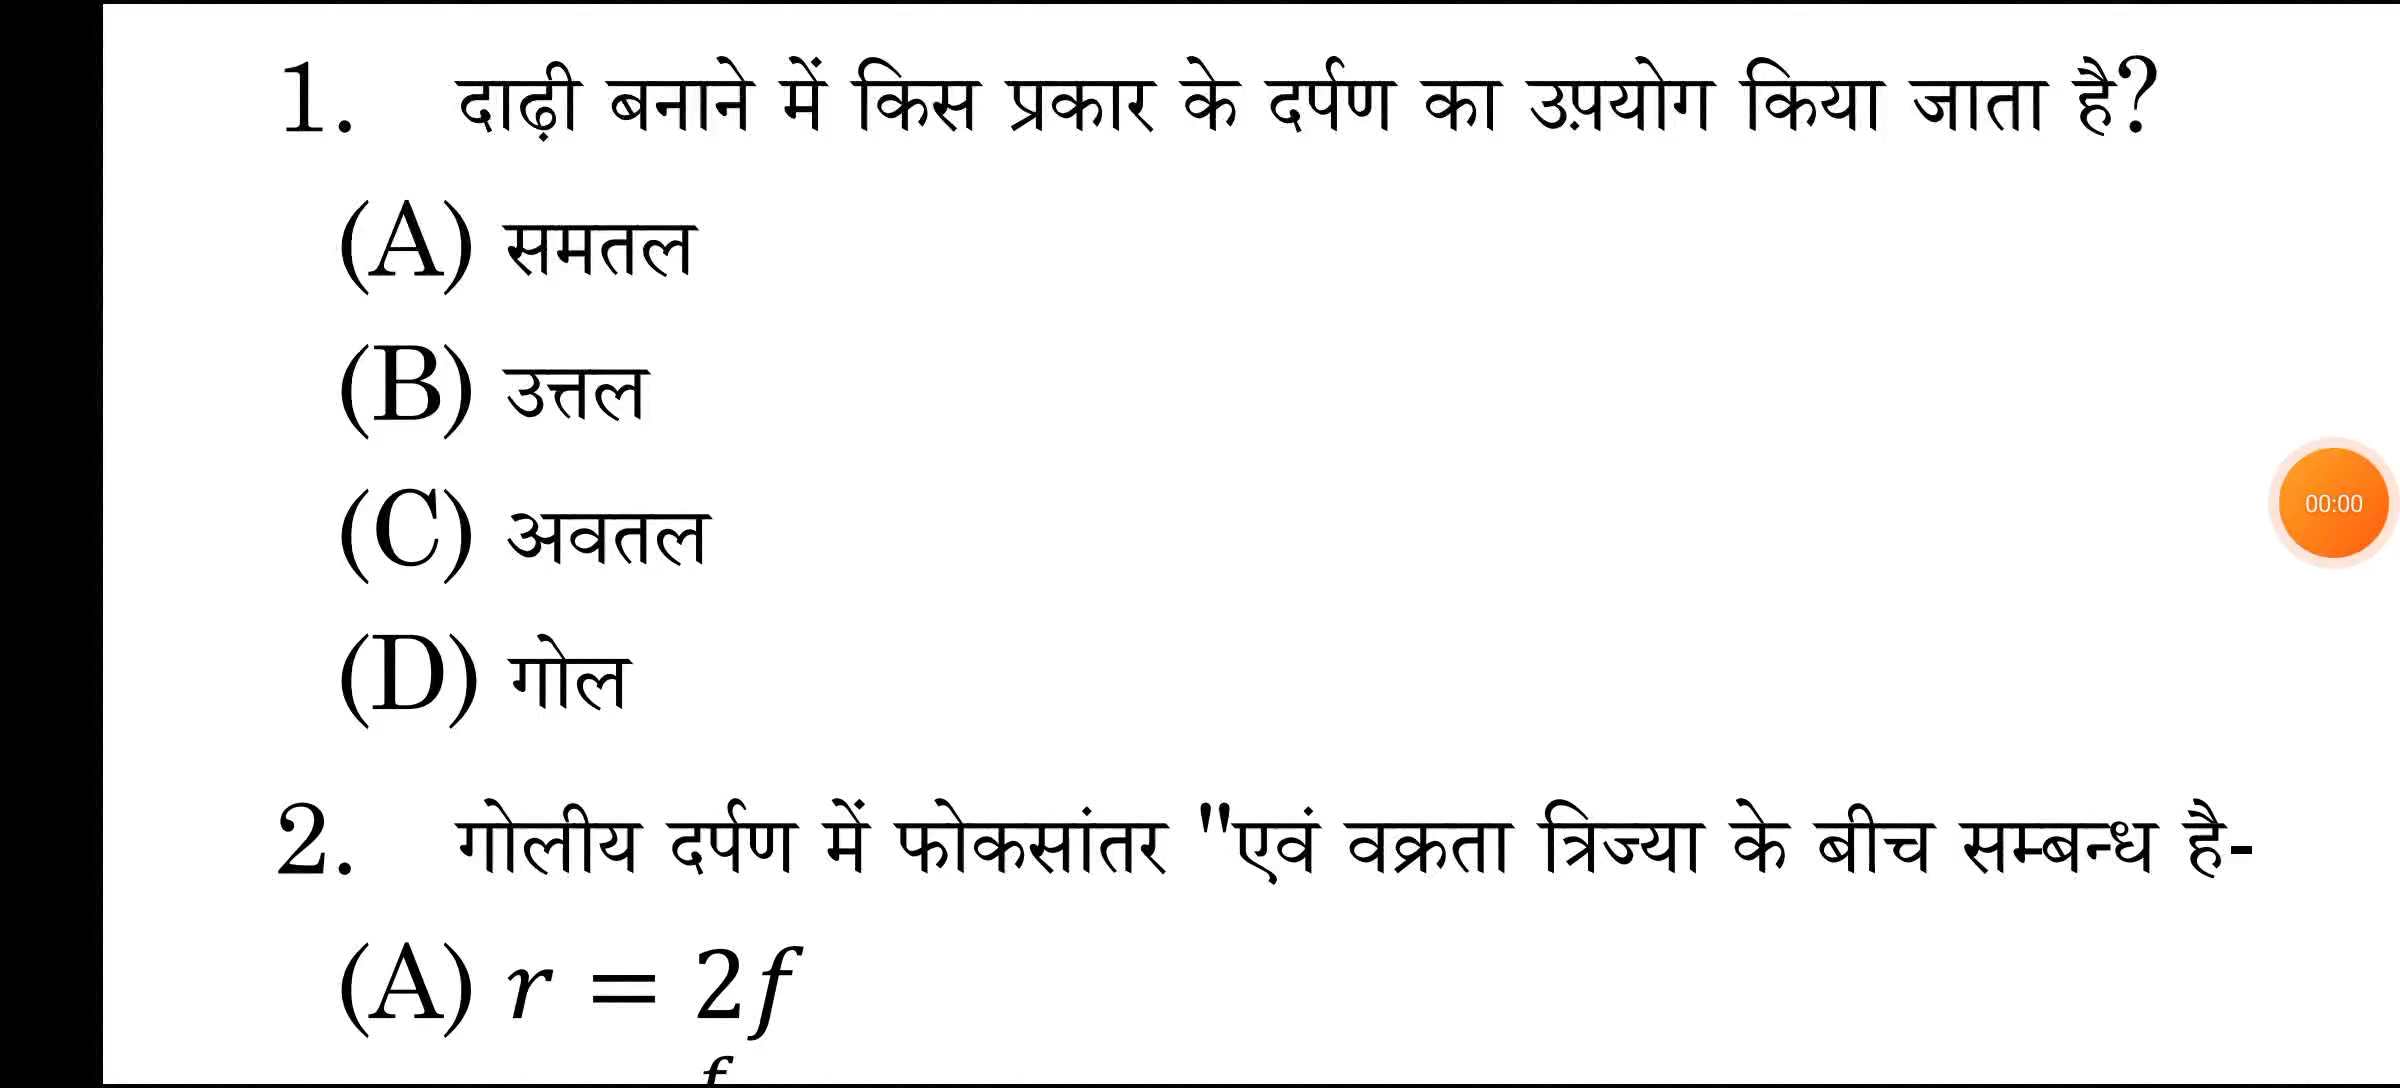 1. दाढ़ी बनाने में किस प्रकार के दर्पण का उप़योग किया जाता है?
(A) समतल
(B) उत्तल
(C) अवतल
(D) गोल
00:00
2. गोलीय दर्पण में फोकसांतर "एवं वक्रता त्रिज्या के बीच सम्बन्ध है-
(A) r = 2f